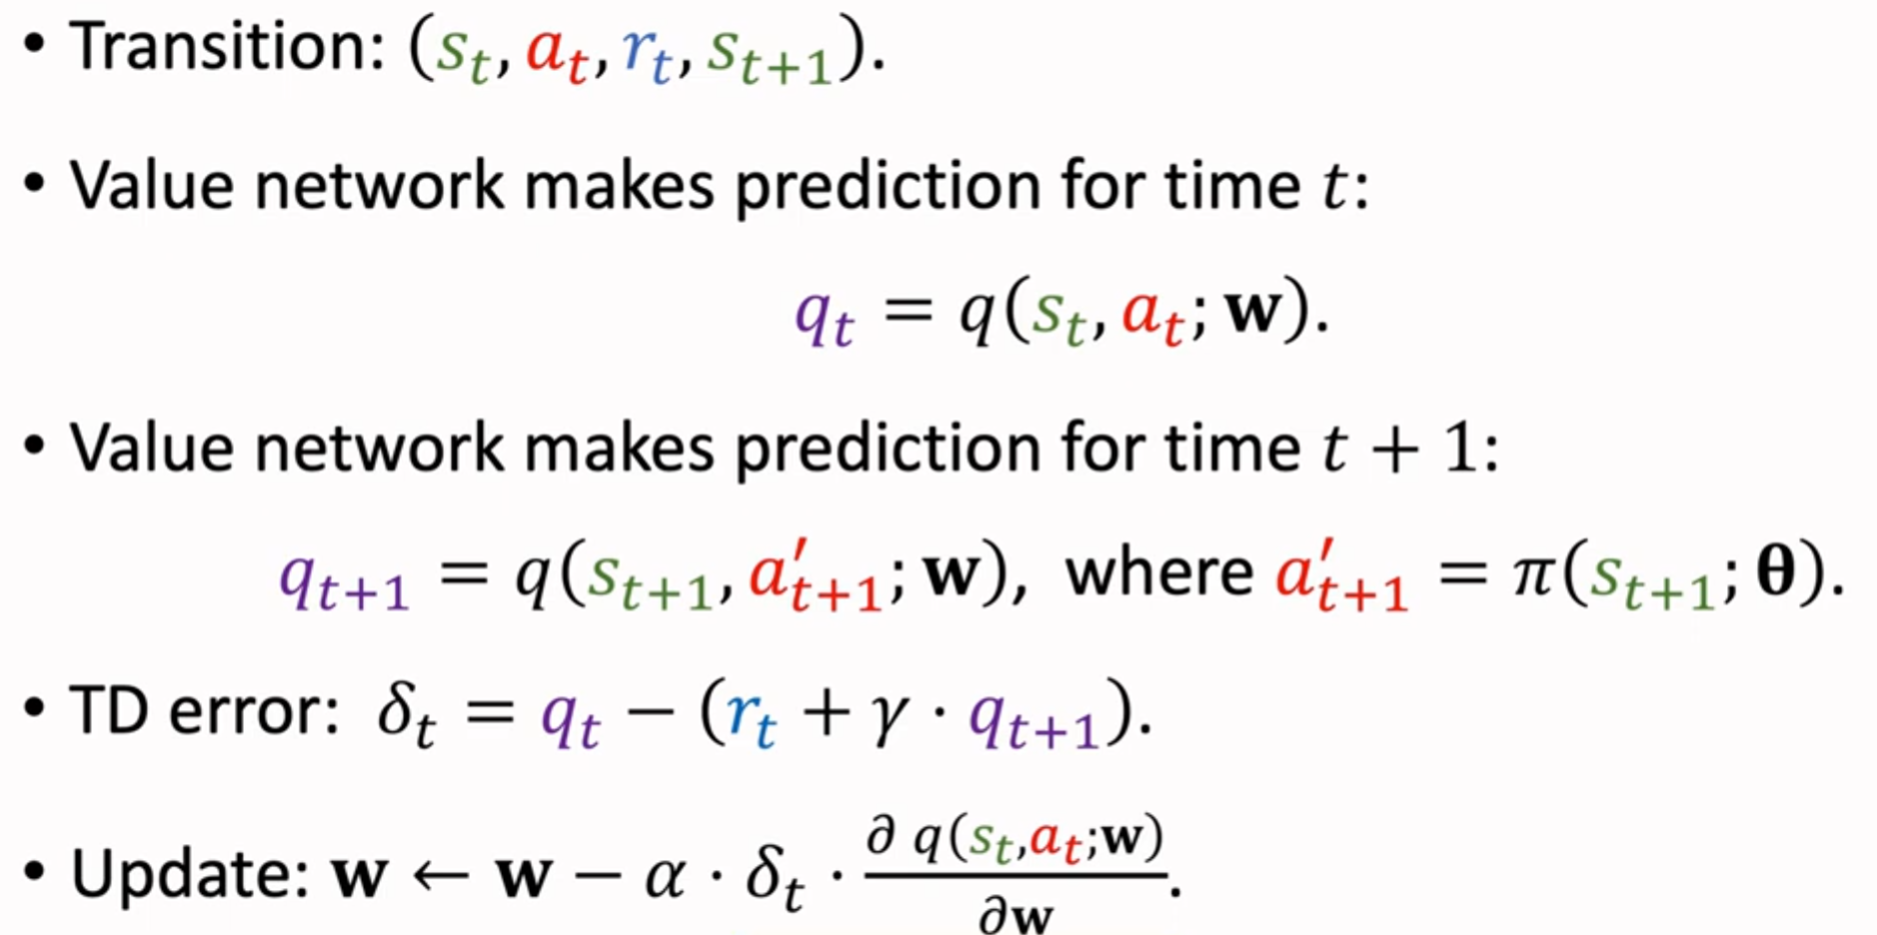 • Transition: (s_t, a_t, r_t, s_{t+1}).
• Value network makes prediction for time t:
q_t = q(s_t, a_t; w).
• Value network makes prediction for time t + 1:
q_{t+1} = q(s_{t+1}, a'_{t+1}; w), where a'_{t+1} = π(s_{t+1}; θ).
• TD error: δ_t = q_t − (r_t + γ · q_{t+1}).
• Update: w ← w − α · δ_t · ∂ q(s_t,a_t;w) / ∂w.